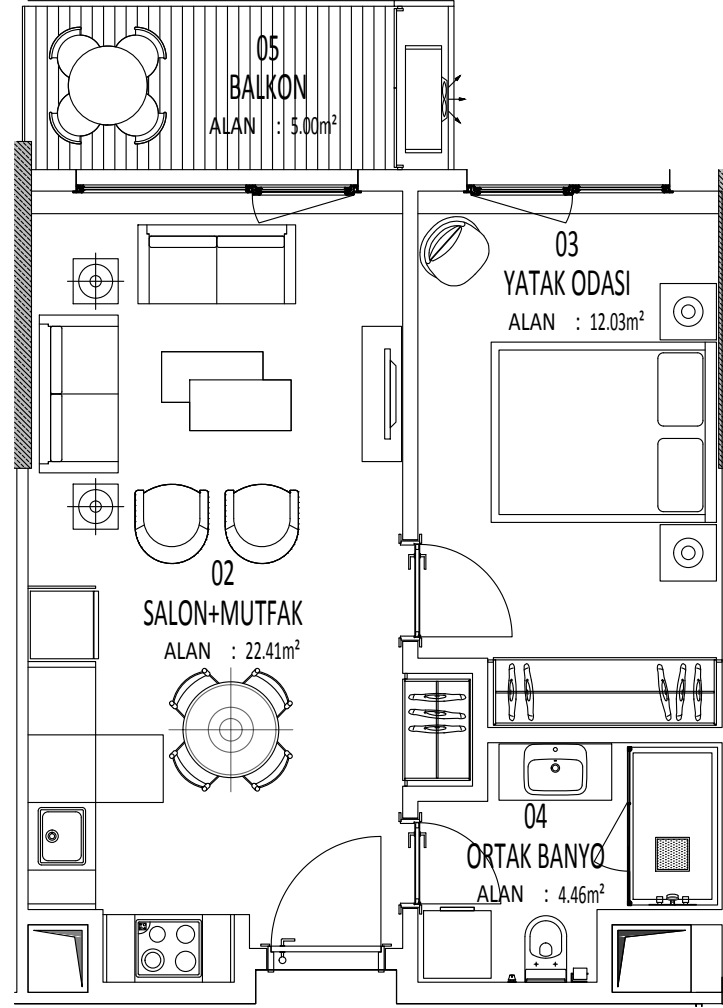 05
BALKON
ALAN : 5.00m²
03
YATAK ODASI
ALAN : 12.03m²
02
SALON+MUTFAK
ALAN : 22.41m²
04
ORTAK BANYO
ALAN : 4.46m²